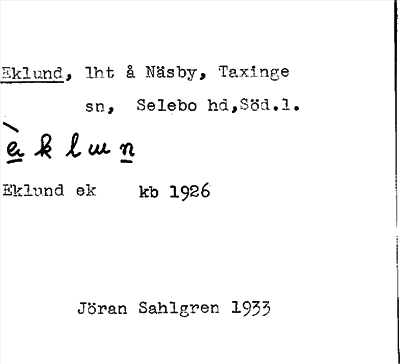 Eklund, lht å Näsby, Taxinge
sn, Selebo hd, Söd.l.
Eklund ek kb 1926
Jöran Sahlgren 1933